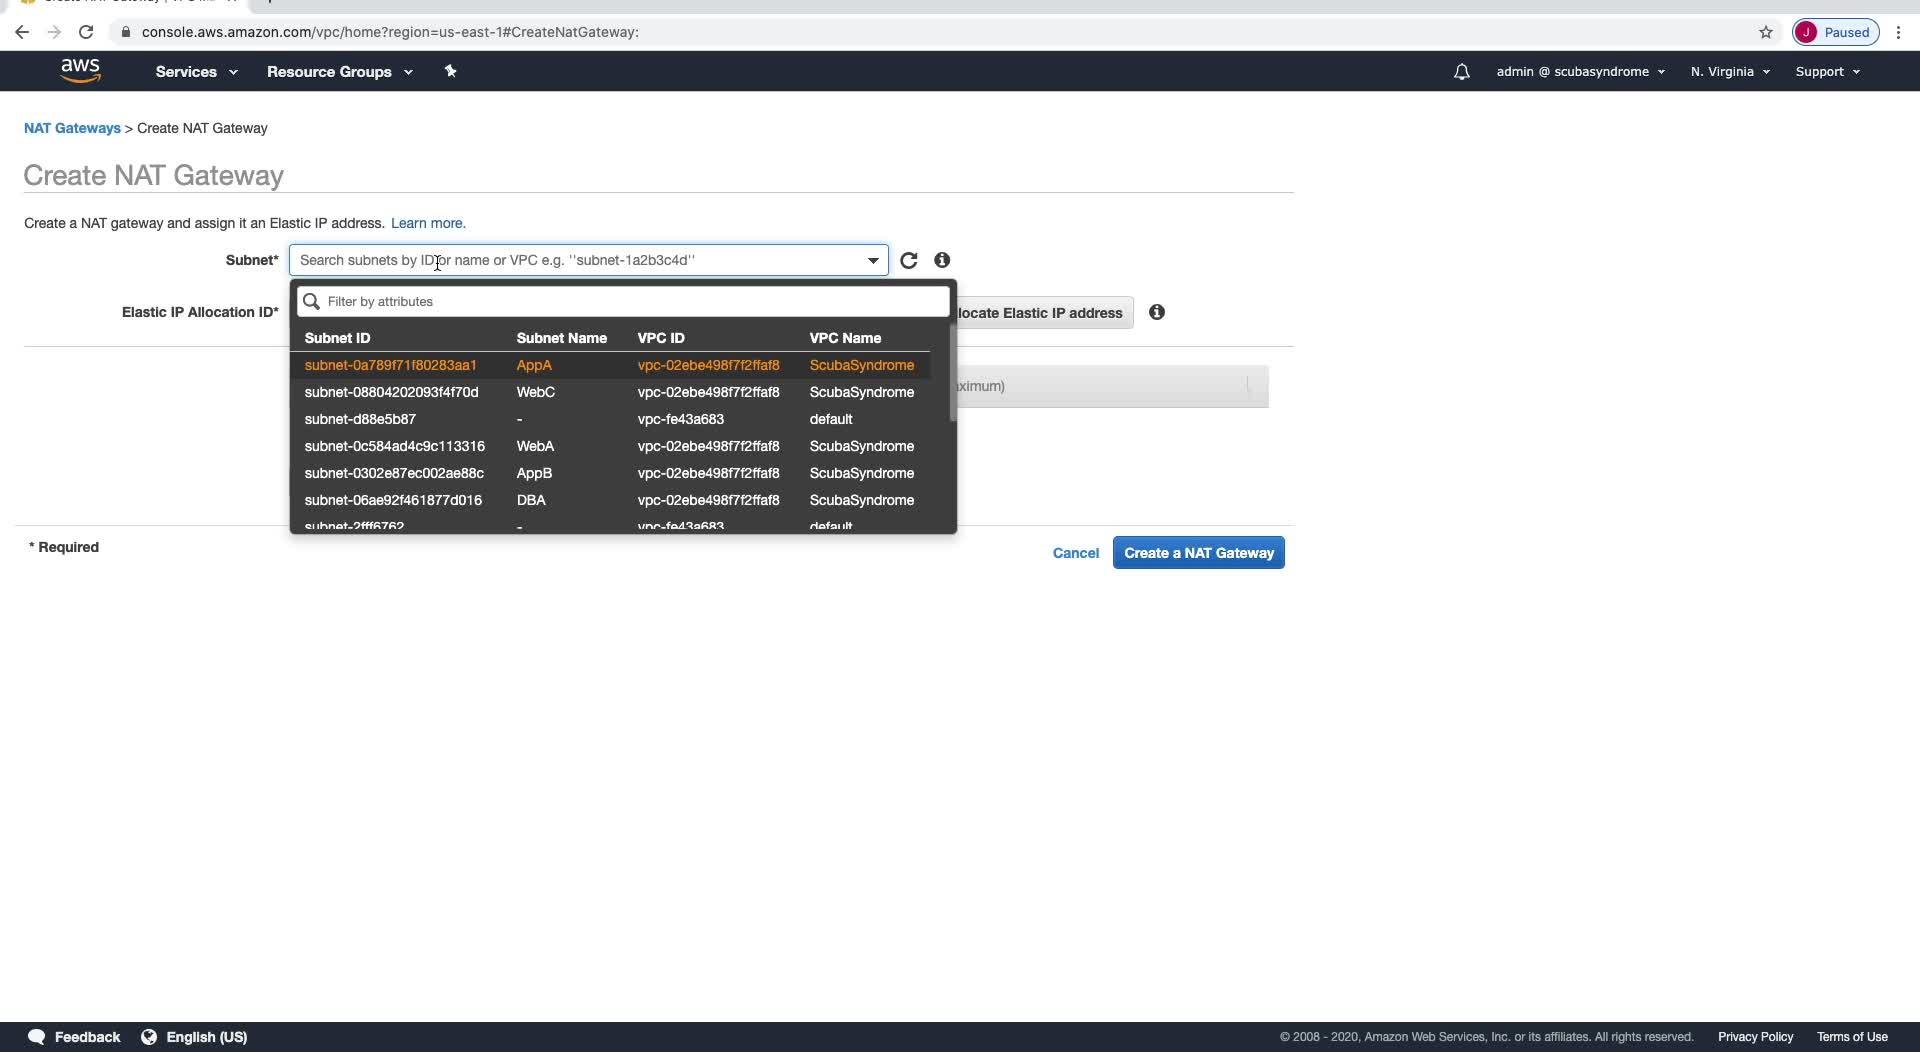 console.aws.amazon.com/vpc/home?region=us-east-1#CreateNatGateway:
J Paused
aws Services Resource Groups admin @ scubasyndrome N. Virginia Support
NAT Gateways > Create NAT Gateway
Create NAT Gateway
Create a NAT gateway and assign it an Elastic IP address. Learn more.
Subnet* Search subnets by ID or name or VPC e.g. ''subnet-1a2b3c4d''
Filter by attributes
Elastic IP Allocation ID* locate Elastic IP address
Subnet ID Subnet Name VPC ID VPC Name
subnet-0a789f71f80283aa1 AppA vpc-02ebe498f7f2ffaf8 ScubaSyndrome
subnet-08804202093f4f70d WebC vpc-02ebe498f7f2ffaf8 ScubaSyndrome
subnet-d88e5b87 - vpc-fe43a683 default
subnet-0c584ad4c9c113316 WebA vpc-02ebe498f7f2ffaf8 ScubaSyndrome
subnet-0302e87ec002ae88c AppB vpc-02ebe498f7f2ffaf8 ScubaSyndrome
subnet-06ae92f461877d016 DBA vpc-02ebe498f7f2ffaf8 ScubaSyndrome
subnet-2fff6762 - vpc-fe43a683 default
aximum)
* Required
Cancel Create a NAT Gateway
Feedback English (US) © 2008 - 2020, Amazon Web Services, Inc. or its affiliates. All rights reserved. Privacy Policy Terms of Use